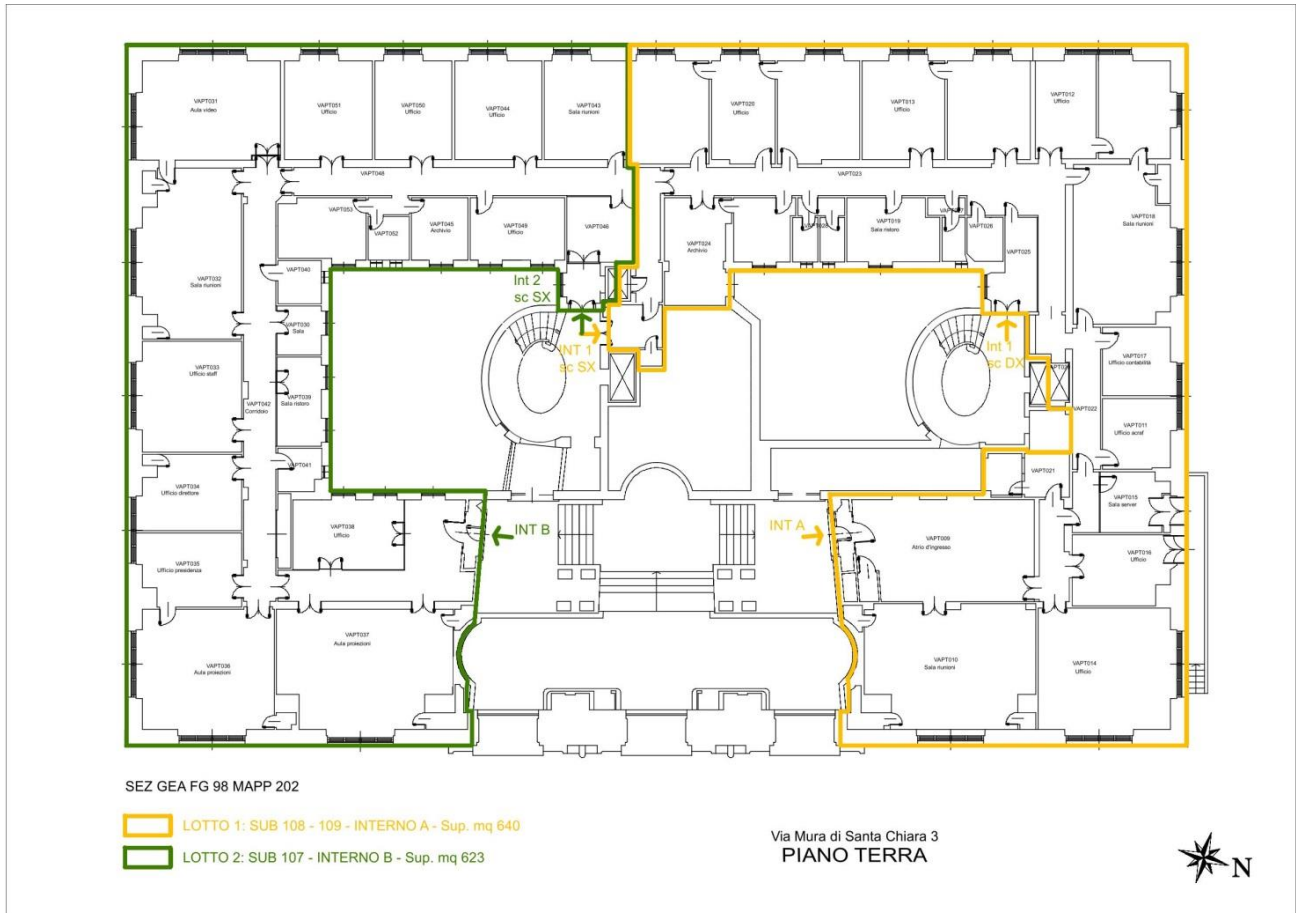 VAPT031
Aula video
VAPT051
Ufficio
VAPT050
Ufficio
VAPT044
Ufficio
VAPT043
Sala riunioni
VAPT020
Ufficio
VAPT013
Ufficio
VAPT012
Ufficio
VAPT048
VAPT023
VAPT053
VAPT052
VAPT045
Archivio
VAPT049
Ufficio
VAPT046
VAPT024
Archivio
VAPT019
Sala ristoro
VAPT026
VAPT025
VAPT018
Sala riunioni
VAPT032
Sala riunioni
VAPT040
Int 2
sc SX
VAPT030
Sala
INT 1
sc SX
Int 1
sc DX
VAPT017
Ufficio contabilità
VAPT033
Ufficio staff
VAPT039
Sala ristoro
VAPT042
Corridoio
VAPT022
VAPT011
Ufficio scraf
VAPT041
VAPT034
Ufficio direttore
VAPT021
VAPT015
Sala server
VAPT038
Ufficio
INT B
INT A
VAPT009
Atrio d'ingresso
VAPT016
Ufficio
VAPT035
Ufficio presidenza
VAPT037
Aula proiezioni
VAPT036
Aula proiezioni
VAPT010
Sala riunioni
VAPT014
Ufficio
SEZ GEA FG 98 MAPP 202
LOTTO 1: SUB 108 - 109 - INTERNO A - Sup. mq 640
LOTTO 2: SUB 107 - INTERNO B - Sup. mq 623
Via Mura di Santa Chiara 3
PIANO TERRA
N